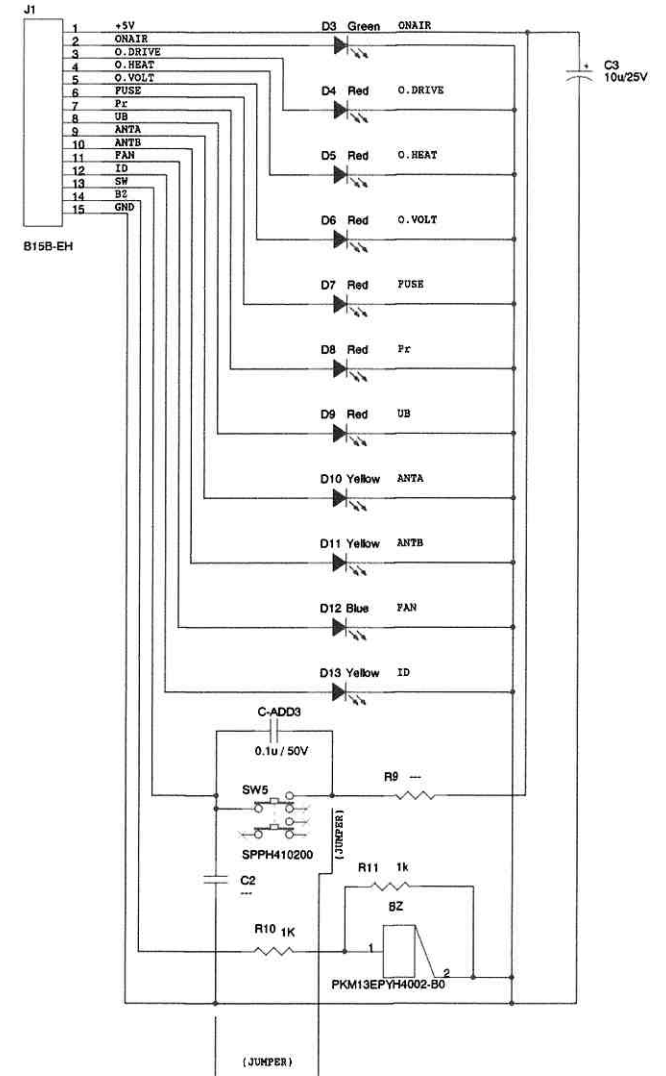 J1
1 +5V
2 ONAIR
3 O.DRIVE
4 O.HEAT
5 O.VOLT
6 FUSE
7 Pr
8 UB
9 ANTA
10 ANTB
11 FAN
12 ID
13 SW
14 BZ
15 GND
B15B-EH
D3 Green ONAIR
+ C3
10u/25V
D4 Red O.DRIVE
D5 Red O.HEAT
D6 Red O.VOLT
D7 Red FUSE
D8 Red Pr
D9 Red UB
D10 Yellow ANTA
D11 Yellow ANTB
D12 Blue FAN
D13 Yellow ID
C-ADD3
0.1u / 50V
R9 ---
SW5
SPPH410200
(JUMPER)
C2
---
R11 1k
BZ
R10 1K
1
2
PKM13EPYH4002-B0
(JUMPER)